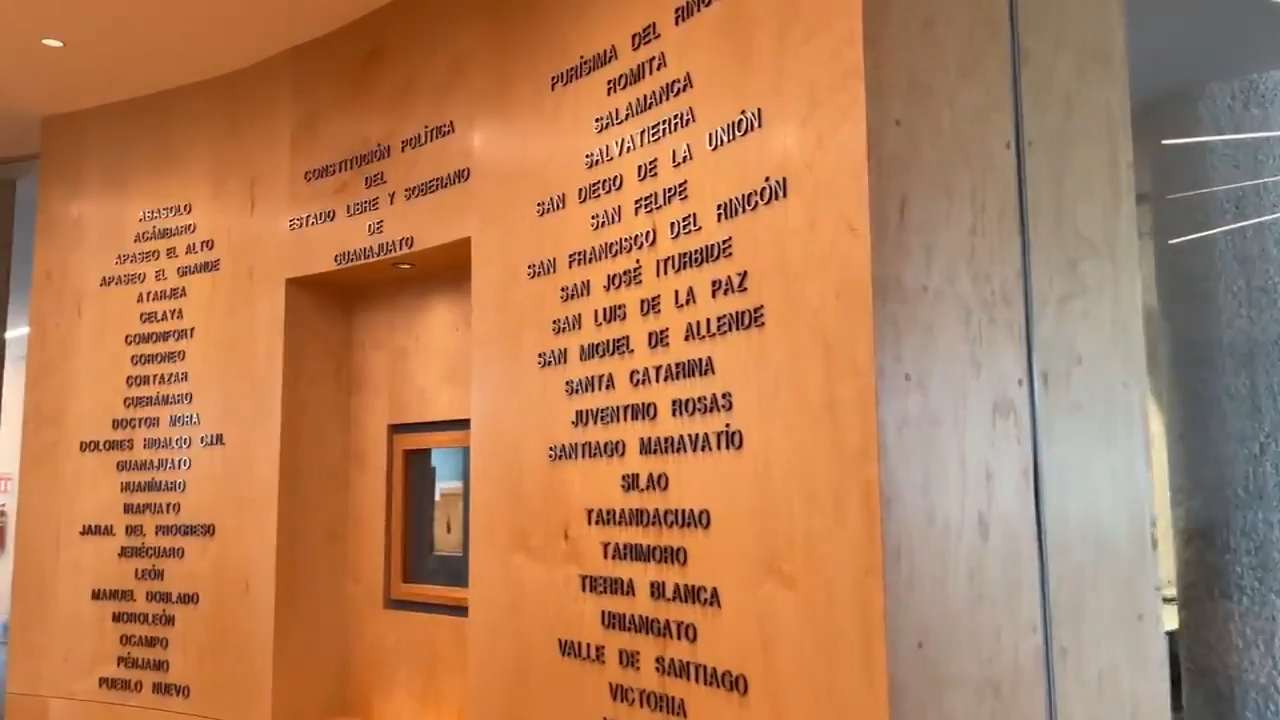 ABASOLO
ACÁMBARO
APASEO EL ALTO
APASEO EL GRANDE
ATARJEA
CELAYA
COMONFORT
CORONEO
CORTAZAR
CUERÁMARO
DOCTOR MORA
DOLORES HIDALGO C.I.N.
GUANAJUATO
HUANÍMARO
IRAPUATO
JARAL DEL PROGRESO
JERÉCUARO
LEÓN
MANUEL DOBLADO
MOROLEÓN
OCAMPO
PÉNJAMO
PUEBLO NUEVO
CONSTITUCIÓN POLÍTICA
DEL
ESTADO LIBRE Y SOBERANO
DE
GUANAJUATO
PURÍSIMA DEL
ROMITA
SALAMANCA
SALVATIERRA
SAN DIEGO DE LA UNIÓN
SAN FELIPE
SAN FRANCISCO DEL RINCÓN
SAN JOSÉ ITURBIDE
SAN LUIS DE LA PAZ
SAN MIGUEL DE ALLENDE
SANTA CATARINA
JUVENTINO ROSAS
SANTIAGO MARAVATÍO
SILAO
TARANDACUAO
TARIMORO
TIERRA BLANCA
URIANGATO
VALLE DE SANTIAGO
VICTORIA